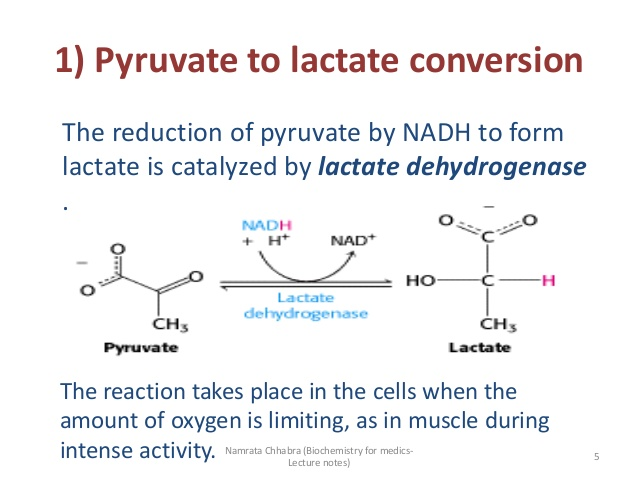 1) Pyruvate to lactate conversion
The reduction of pyruvate by NADH to form
lactate is catalyzed by lactate dehydrogenase
.
NADH
+ H⁺ NAD⁺
Lactate
dehydrogenase
O O
C
HO C H
CH₃
Lactate
O
O O
CH₃
Pyruvate
The reaction takes place in the cells when the
amount of oxygen is limiting, as in muscle during
intense activity.
Namrata Chhabra (Biochemistry for medics-
Lecture notes)
5